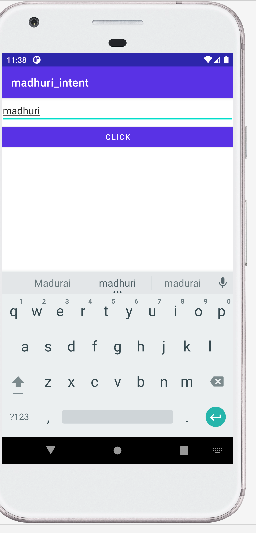 11:38
madhuri_intent
madhuri
CLICK
Madurai madhuri madurai
1 2 3 4 5 6 7 8 9 0
q w e r t y u i o p
a s d f g h j k l
z x c v b n m
?123 , .